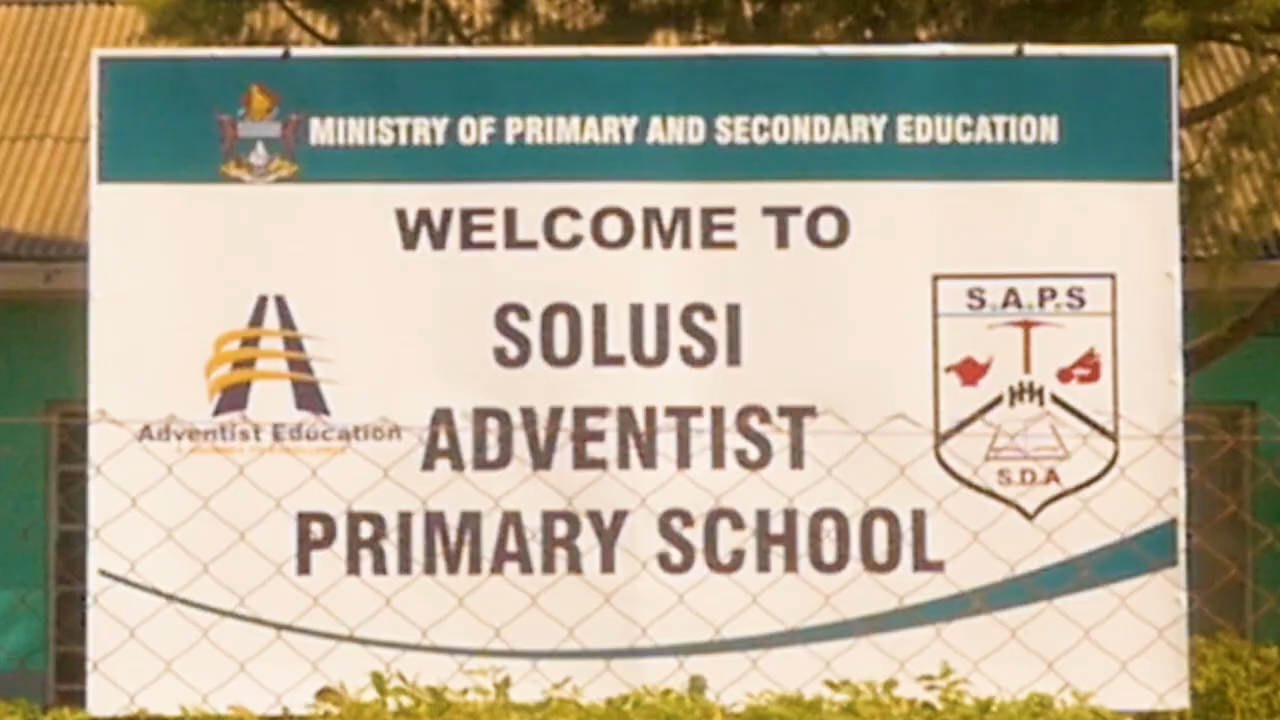 MINISTRY OF PRIMARY AND SECONDARY EDUCATION
WELCOME TO
SOLUSI
ADVENTIST
PRIMARY SCHOOL
Adventist Education
S.A.P.S
S.D.A